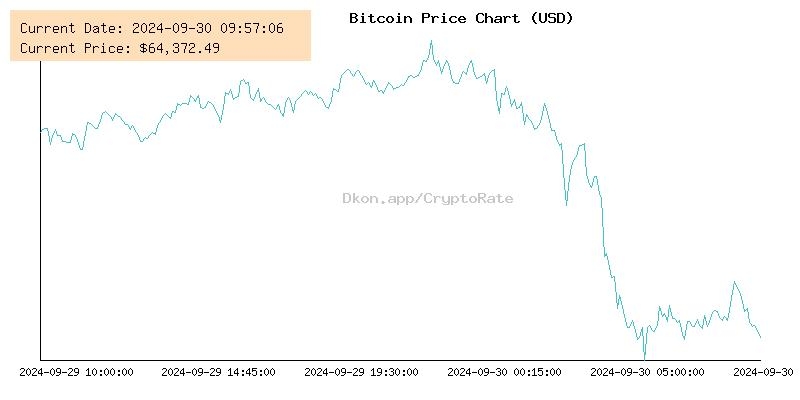 Bitcoin Price Chart (USD)
Current Date: 2024-09-30 09:57:06
Current Price: $64,372.49
Dkon.app/CryptoRate
2024-09-29 10:00:00 2024-09-29 14:45:00 2024-09-29 19:30:00 2024-09-30 00:15:00 2024-09-30 05:00:00 2024-09-30